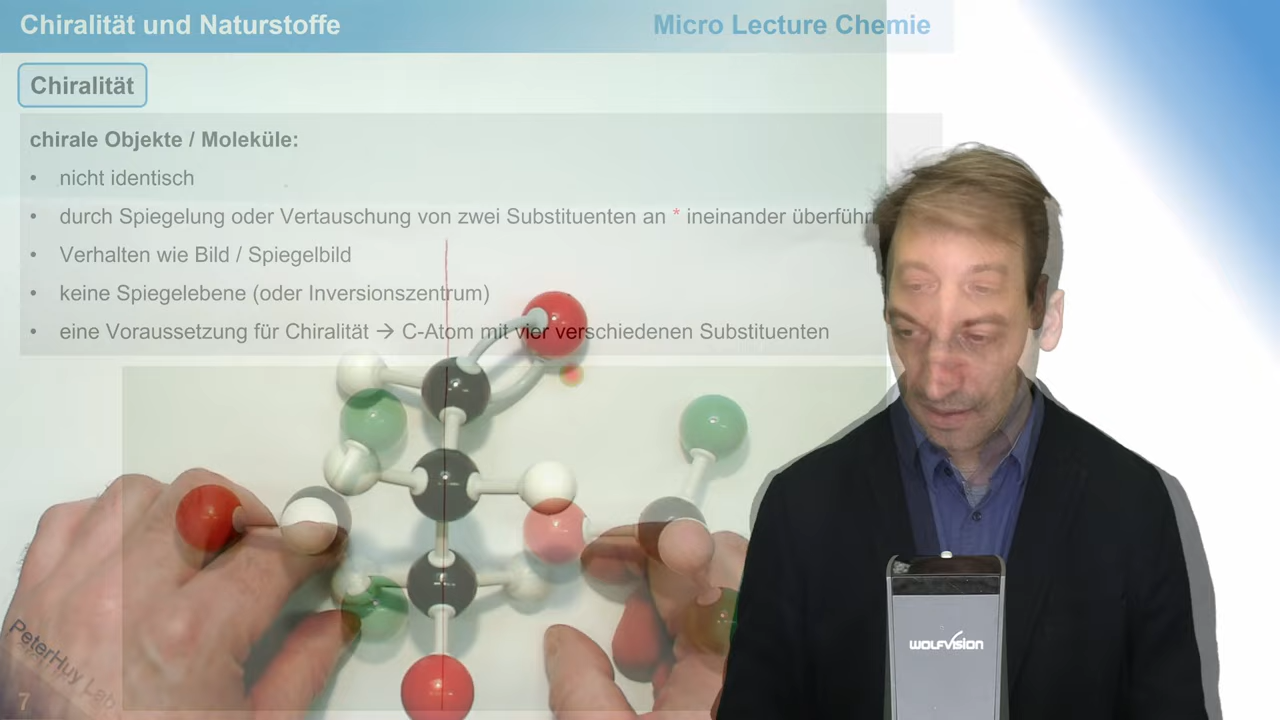 Chiralität und Naturstoffe
Micro Lecture Chemie
Chiralität
chirale Objekte / Moleküle:
• nicht identisch
• durch Spiegelung oder Vertauschung von zwei Substituenten an * ineinander überführ
• Verhalten wie Bild / Spiegelbild
• keine Spiegelebene (oder Inversionszentrum)
• eine Voraussetzung für Chiralität → C-Atom mit vier verschiedenen Substituenten
PeterHuy Lab
7
WOLFVISION